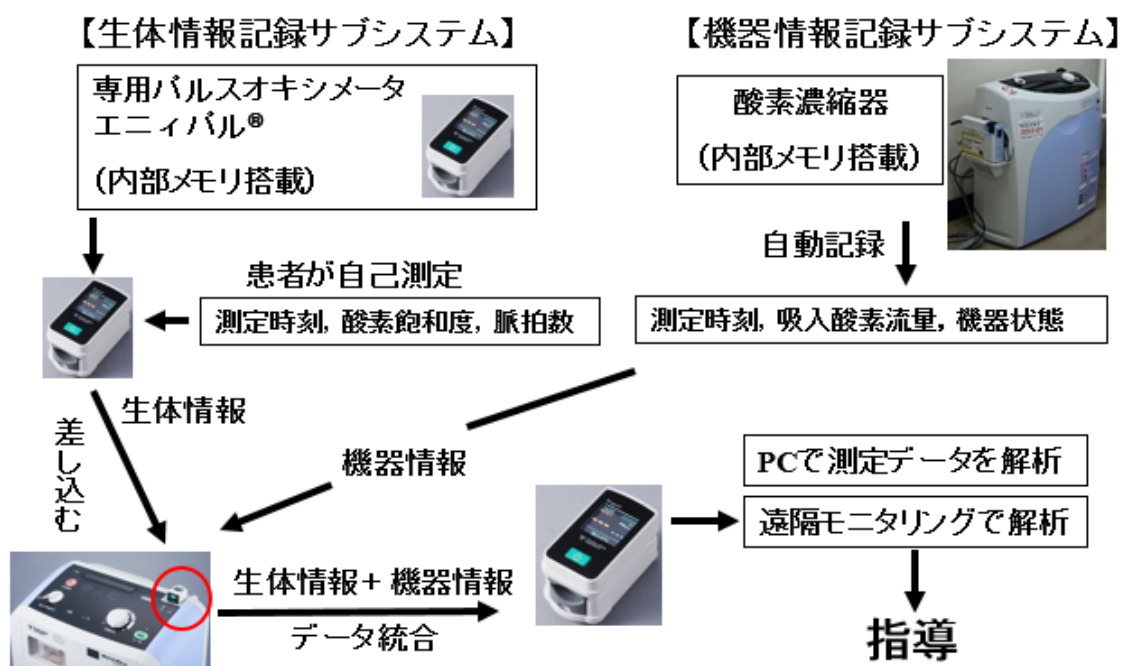 【生体情報記録サブシステム】
専用パルスオキシメータ
エニィパル®
(内部メモリ搭載)
患者が自己測定
測定時刻, 酸素飽和度, 脈拍数
生体情報
差し込む
【機器情報記録サブシステム】
酸素濃縮器
(内部メモリ搭載)
自動記録
測定時刻, 吸入酸素流量, 機器状態
機器情報
生体情報+機器情報
データ統合
PCで測定データを解析
遠隔モニタリングで解析
指導